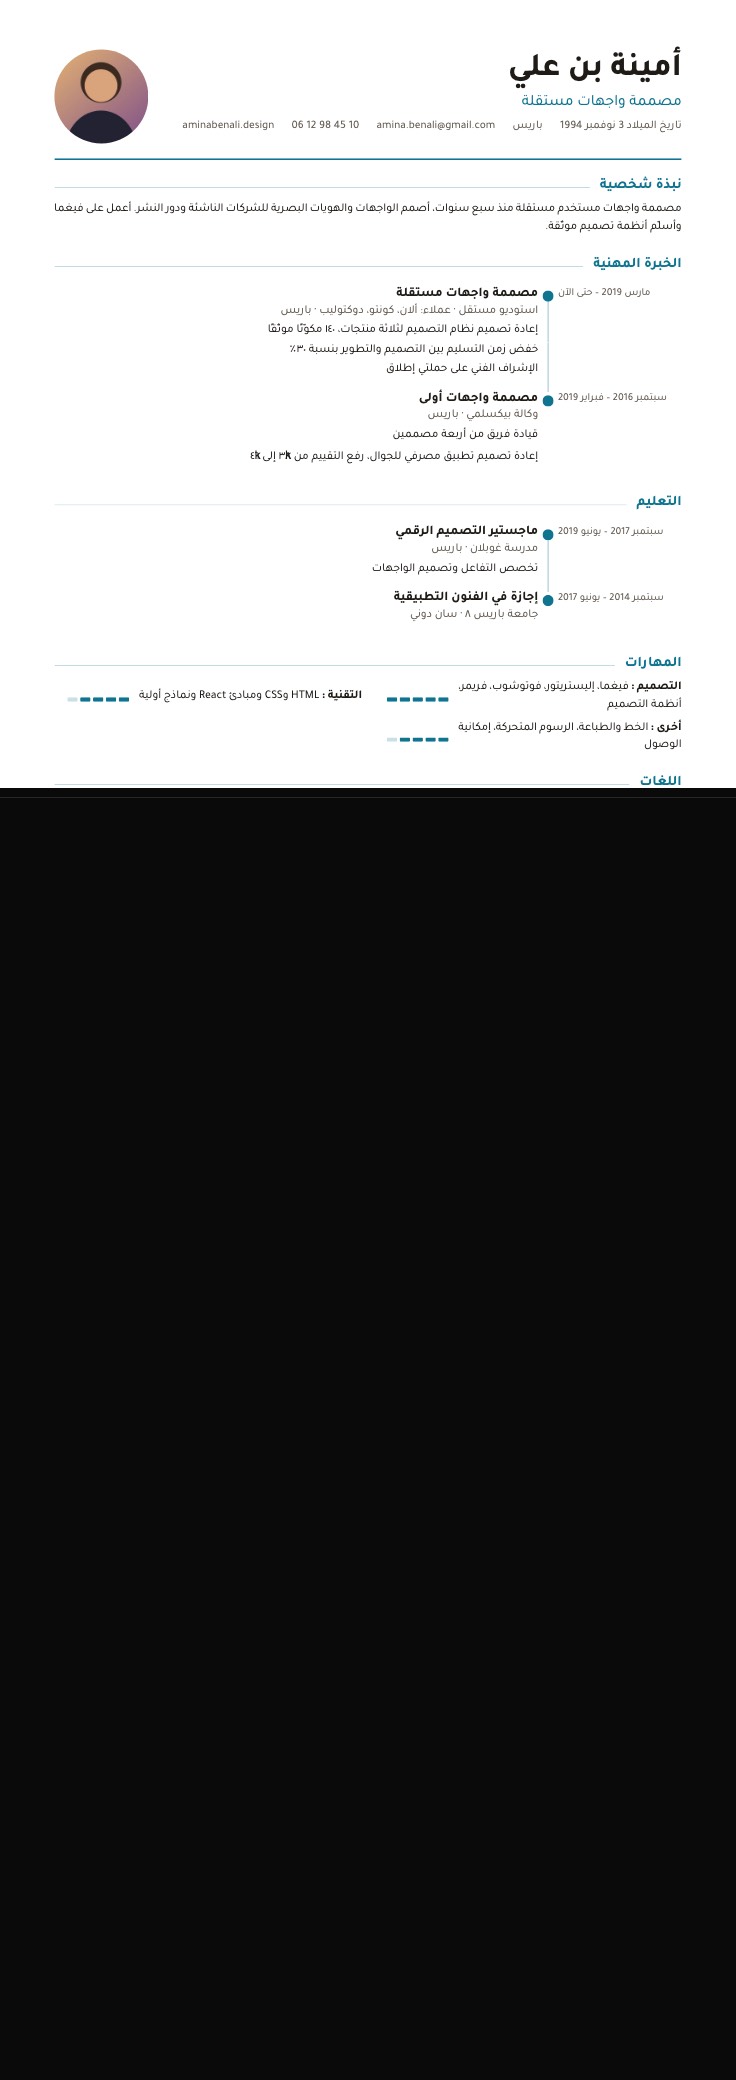 أمينة بن علي
مصممة واجهات مستقلة
تاريخ الميلاد 3 نوفمبر 1994 باريس amina.benali@gmail.com 06 12 98 45 10 aminabenali.design
نبذة شخصية
مصممة واجهات مستخدم مستقلة منذ سبع سنوات، أصمم الواجهات والهويات البصرية للشركات الناشئة ودور النشر. أعمل على فيغما
وأسلّم أنظمة تصميم موثّقة.
الخبرة المهنية
مارس 2019 – حتى الآن
مصممة واجهات مستقلة
استوديو مستقل · عملاء: ألان، كونتو، دوكتوليب · باريس
إعادة تصميم نظام التصميم لثلاثة منتجات، ١٤٠ مكوّنًا موثقًا
خفض زمن التسليم بين التصميم والتطوير بنسبة ٣٠٪
الإشراف الفني على حملتي إطلاق
سبتمبر 2016 – فبراير 2019
مصممة واجهات أولى
وكالة بيكسلمي · باريس
قيادة فريق من أربعة مصممين
إعادة تصميم تطبيق مصرفي للجوال، رفع التقييم من إلى
التعليم
سبتمبر 2017 – يونيو 2019
ماجستير التصميم الرقمي
مدرسة غوبلان · باريس
تخصص التفاعل وتصميم الواجهات
سبتمبر 2014 – يونيو 2017
إجازة في الفنون التطبيقية
جامعة باريس ٨ · سان دوني
المهارات
التصميم : فيغما، إليستريتور، فوتوشوب، فريمر،
أنظمة التصميم
التقنية : HTML وCSS ومبادئ React ونماذج أولية
أخرى : الخط والطباعة، الرسوم المتحركة، إمكانية
الوصول
اللغات